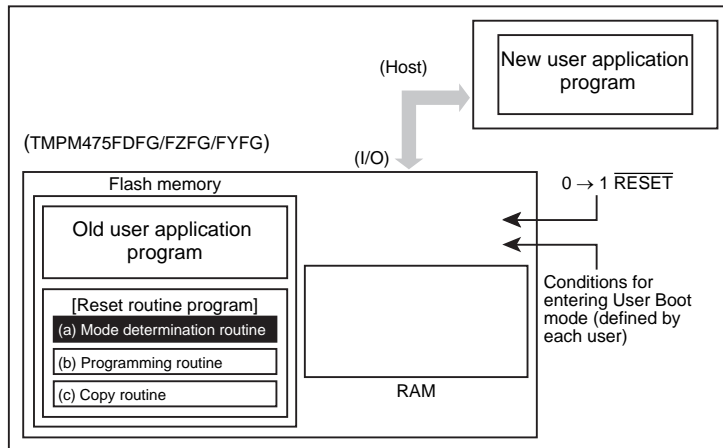 New user application
program
(Host)
(TMPM475FDFG/FZFG/FYFG)
(I/O)
Flash memory
0 → 1 RESET
Old user application
program
[Reset routine program]
(a) Mode determination routine
(b) Programming routine
(c) Copy routine
Conditions for
entering User Boot
mode (defined by
each user)
RAM